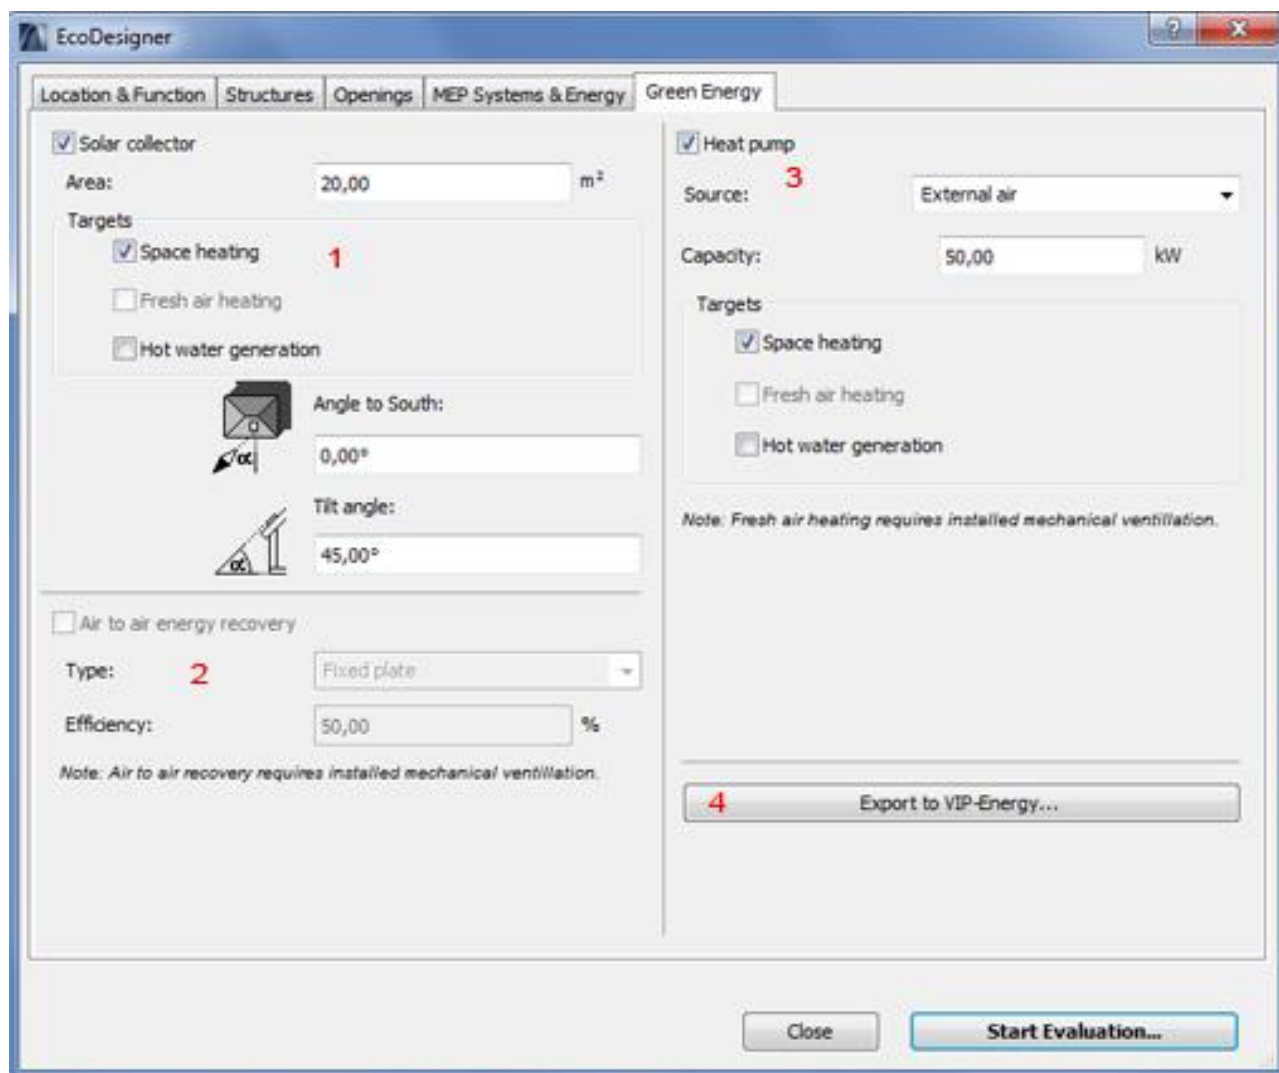 EcoDesigner
Location & Function Structures Openings MEP Systems & Energy Green Energy
Solar collector
Area: 20,00 m²
Targets
Space heating 1
Fresh air heating
Hot water generation
Angle to South:
α 0,00°
Tilt angle:
α 45,00°
Air to air energy recovery
Type: 2 Fixed plate
Efficiency: 50,00 %
Note: Air to air recovery requires installed mechanical ventillation.
Heat pump
3
Source: External air
Capacity: 50,00 kW
Targets
Space heating
Fresh air heating
Hot water generation
Note: Fresh air heating requires installed mechanical ventillation.
4 Export to VIP-Energy...
Close Start Evaluation...